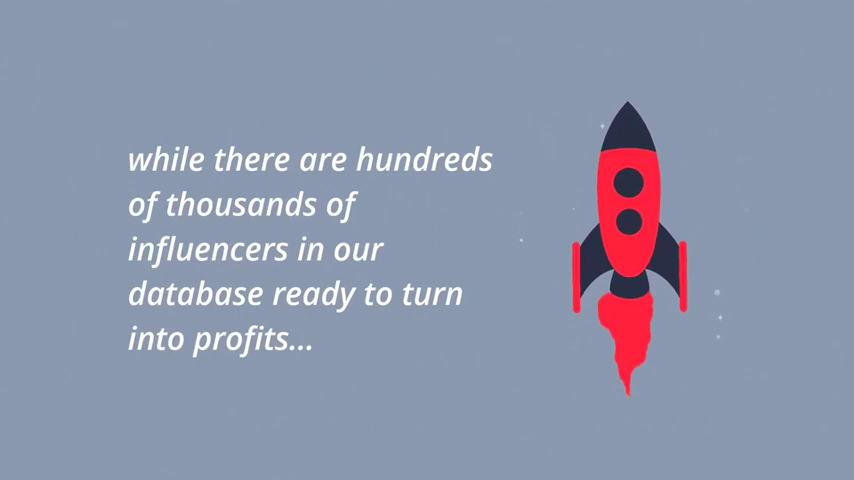 while there are hundreds
of thousands of
influencers in our
database ready to turn
into profits...